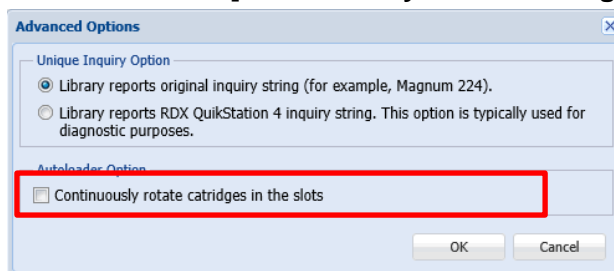 Advanced Options
Unique Inquiry Option
Library reports original inquiry string (for example, Magnum 224).
Library reports RDX QuikStation 4 inquiry string. This option is typically used for
diagnostic purposes.
Autoloader Option
Continuously rotate catridges in the slots
OK Cancel